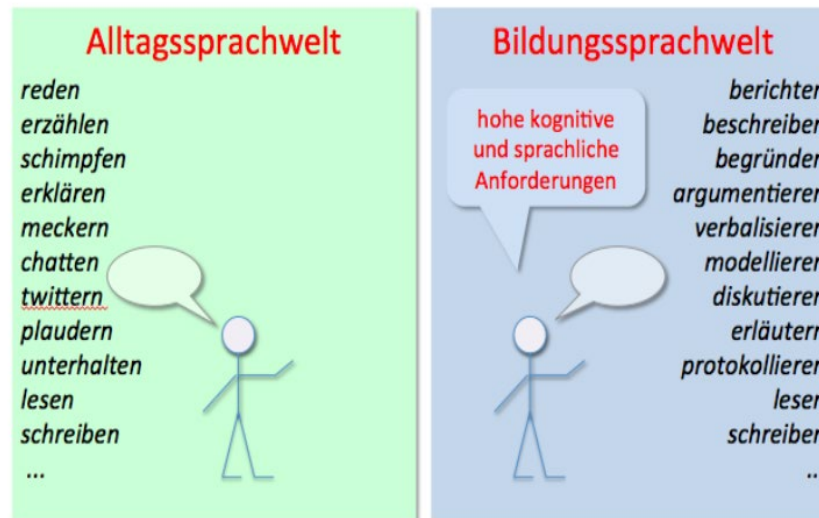 Alltagssprachwelt
reden
erzählen
schimpfen
erklären
meckern
chatten
twittern
plaudern
unterhalten
lesen
schreiben
...
Bildungssprachwelt
hohe kognitive
und sprachliche
Anforderungen
berichten
beschreiben
begründen
argumentieren
verbalisieren
modellieren
diskutieren
erläutern
protokollieren
lesen
schreiben
..